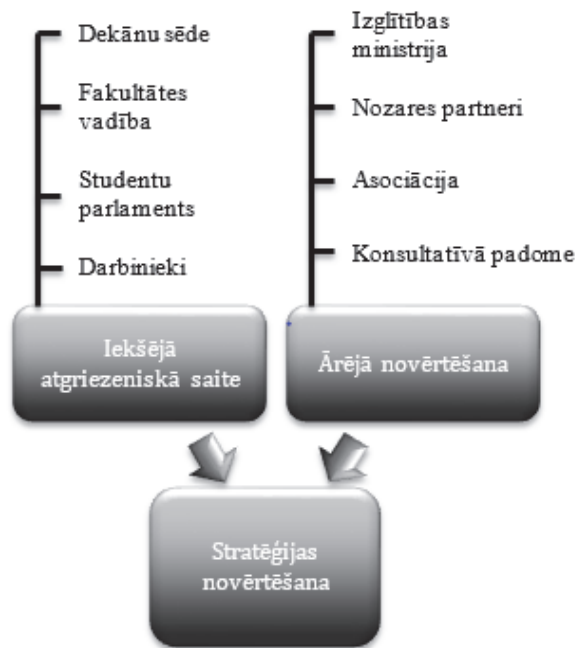 Dekānu sēde
Fakultātes
vadība
Studentu
parlaments
Darbinieki
Iekšējā
atgriezeniskā saite
Izglītības
ministrija
Nozares partneri
Asociācija
Konsultatīvā padome
Ārējā novērtēšana
Stratēģijas
novērtēšana